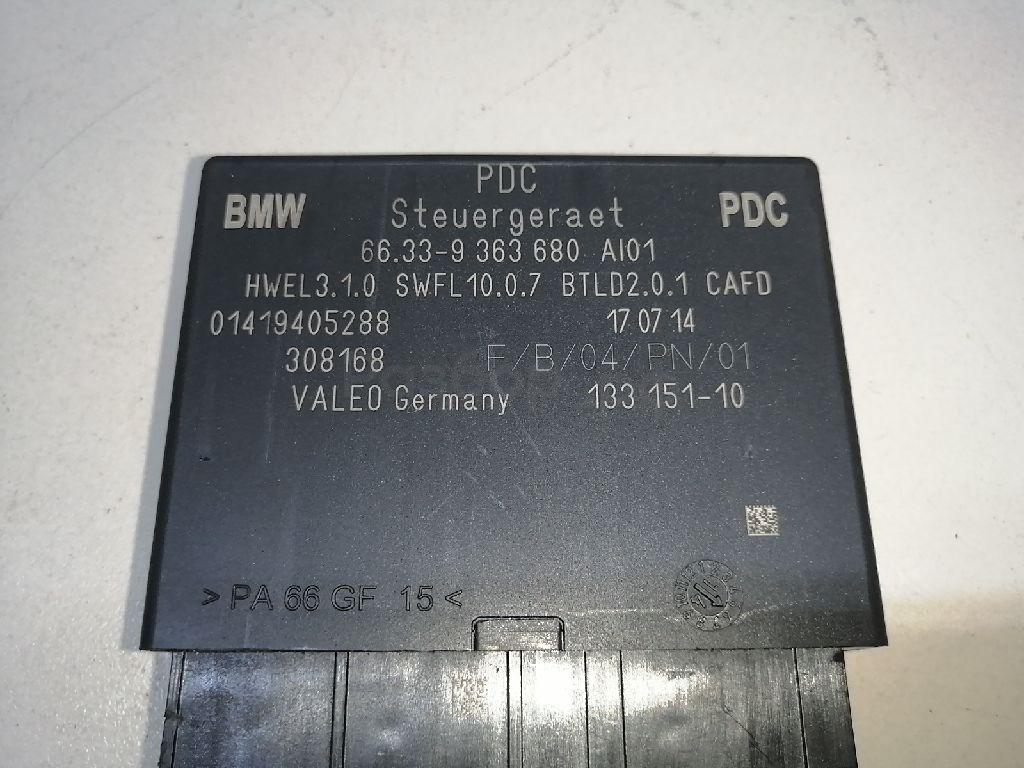 PDC
BMW Steuergeraet PDC
66.33-9 363 680 AI01
HWEL3.1.0 SWFL10.0.7 BTLD2.0.1 CAFD
01419405288 17 07 14
308168 F/B/04/PN/01
VALEO Germany 133 151-10
>PA 66 GF 15<